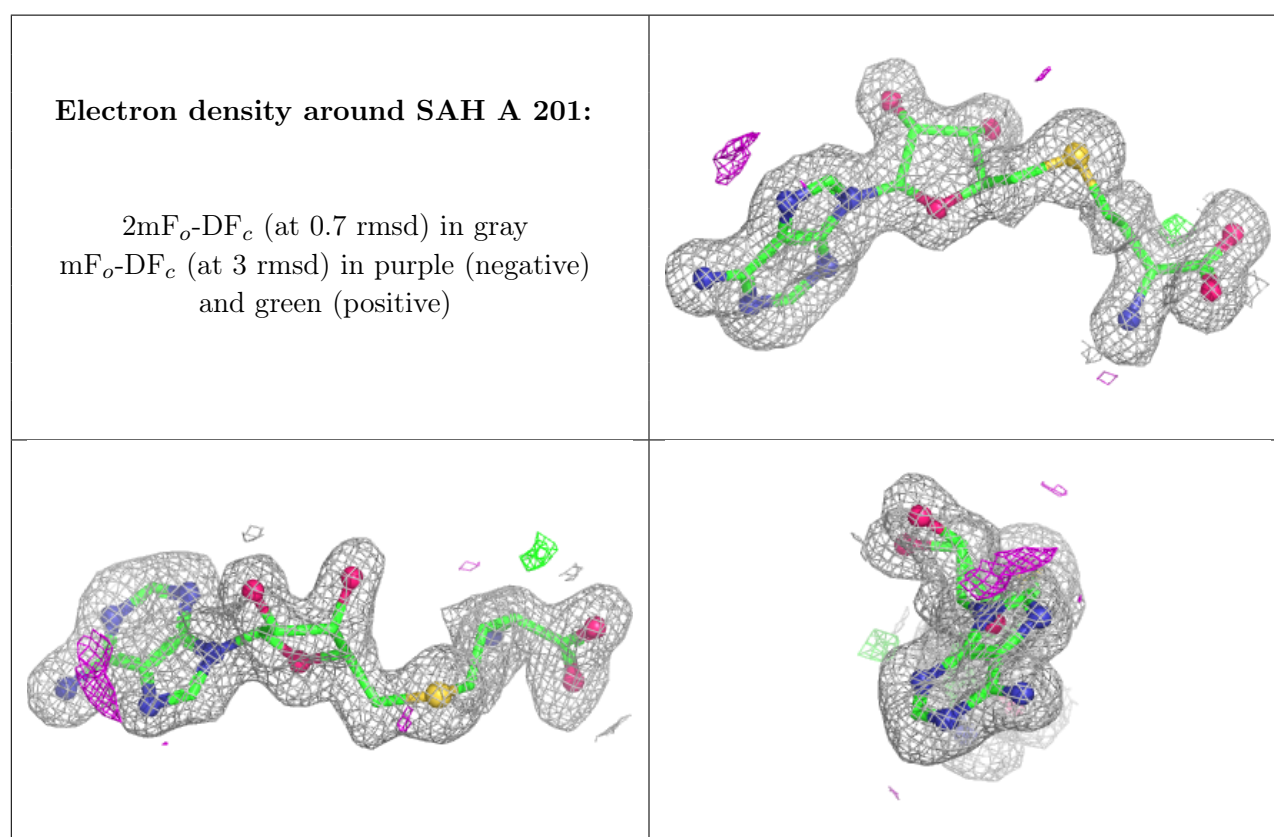 Electron density around SAH A 201:
2mFo-DFc (at 0.7 rmsd) in gray
mFo-DFc (at 3 rmsd) in purple (negative)
and green (positive)